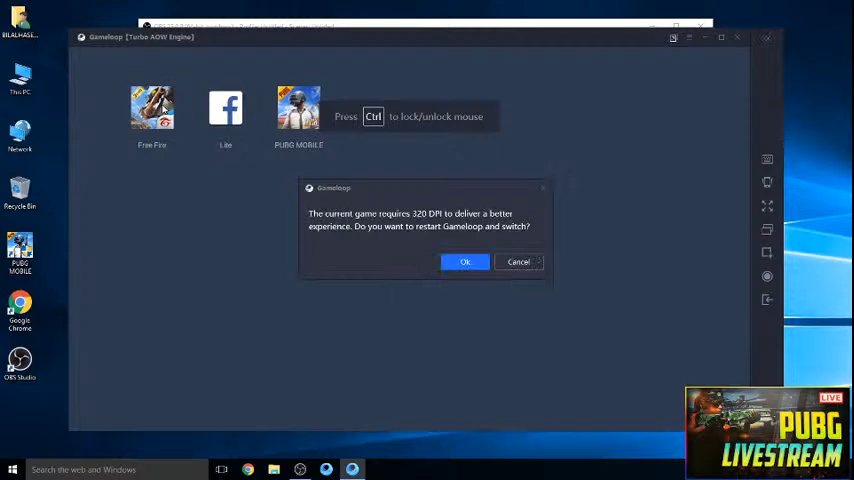 BILALHASE...
This PC
Network
Recycle Bin
PUBG
MOBILE
Google
Chrome
OBS Studio
Gameloop [Turbo AOW Engine]
Free Fire
Lite
PUBG MOBILE
Press Ctrl to lock/unlock mouse
Gameloop
The current game requires 320 DPI to deliver a better
experience. Do you want to restart Gameloop and switch?
Ok
Cancel
LIVE
PUBG
LIVESTREAM
Search the web and Windows